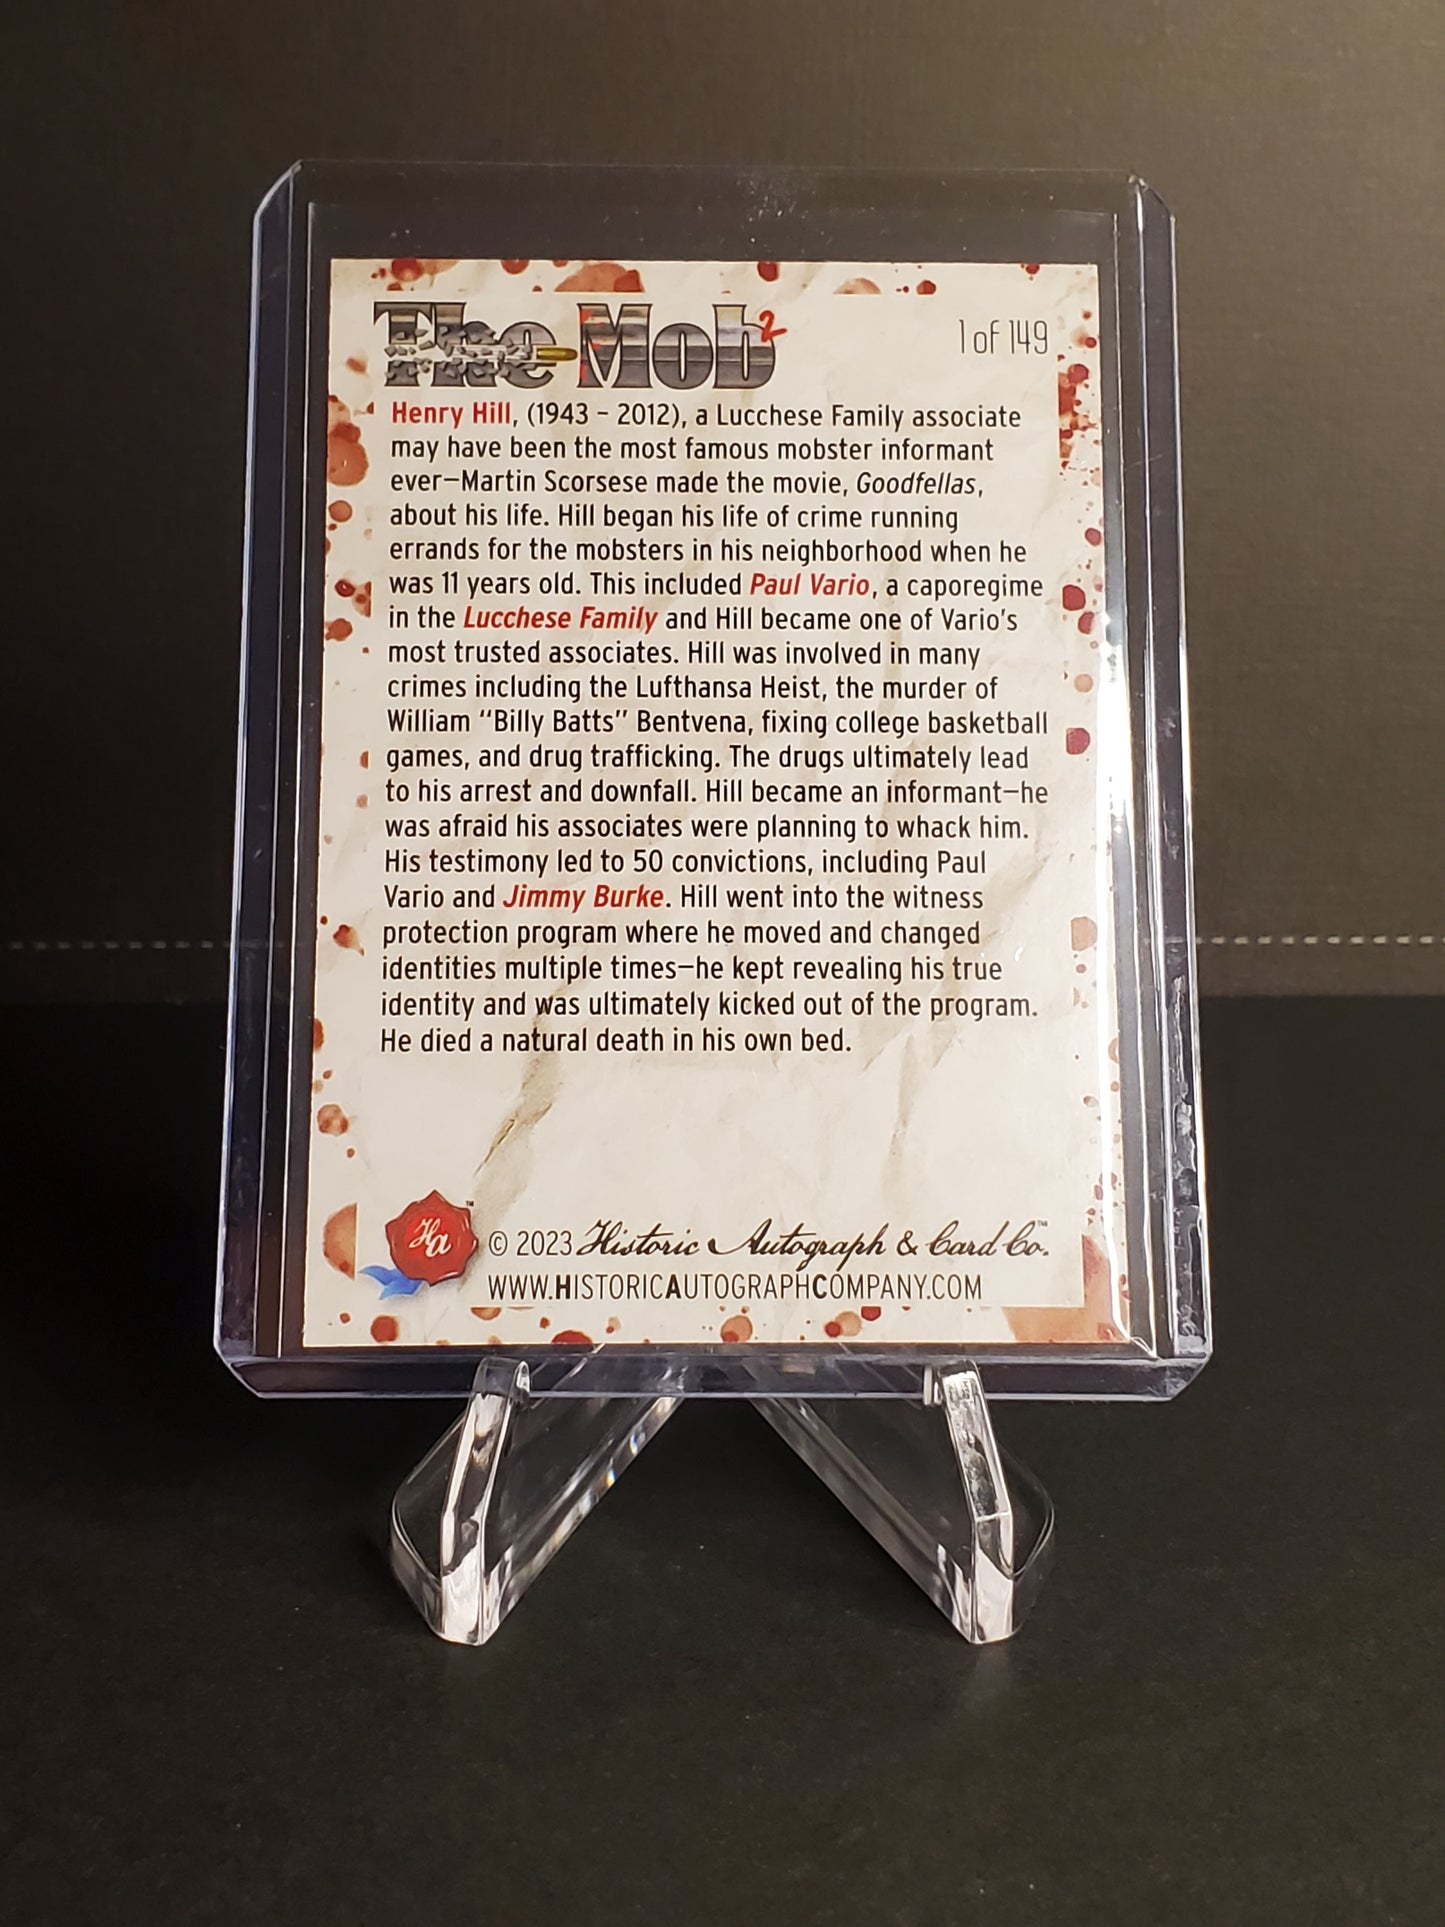 The Mob 2
1 of 149
Henry Hill, (1943 – 2012), a Lucchese Family associate
may have been the most famous mobster informant
ever—Martin Scorsese made the movie, Goodfellas,
about his life. Hill began his life of crime running
errands for the mobsters in his neighborhood when he
was 11 years old. This included Paul Vario, a caporegime
in the Lucchese Family and Hill became one of Vario's
most trusted associates. Hill was involved in many
crimes including the Lufthansa Heist, the murder of
William “Billy Batts” Bentvena, fixing college basketball
games, and drug trafficking. The drugs ultimately lead
to his arrest and downfall. Hill became an informant—he
was afraid his associates were planning to whack him.
His testimony led to 50 convictions, including Paul
Vario and Jimmy Burke. Hill went into the witness
protection program where he moved and changed
identities multiple times—he kept revealing his true
identity and was ultimately kicked out of the program.
He died a natural death in his own bed.
Ha ™
© 2023 Historic Autograph & Card Co.™
WWW.HISTORICAUTOGRAPHCOMPANY.COM